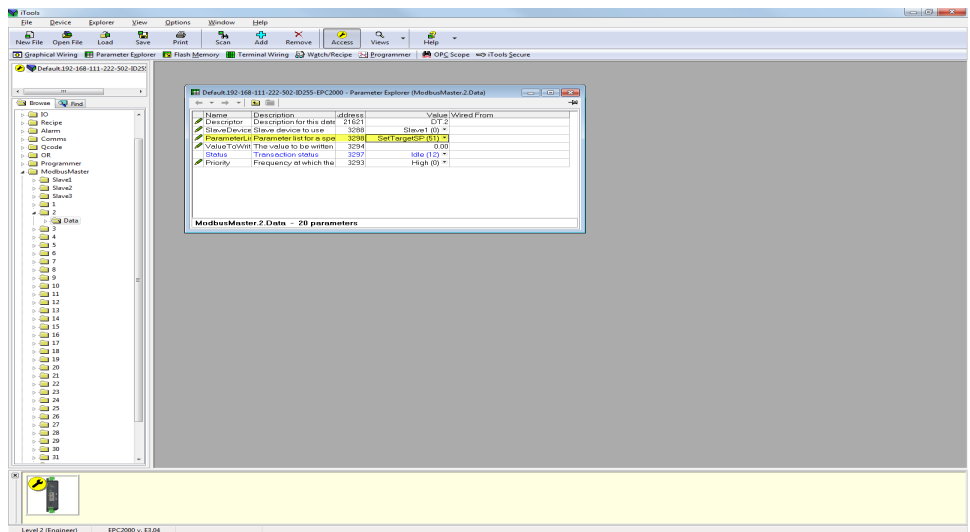 iTools
File Device Explorer View Options Window Help
New File Open File Load Save Print Scan Add Remove Access Views Help
Graphical Wiring Parameter Explorer Flash Memory Terminal Wiring Watch/Recipe Programmer OPC Scope iTools Secure
Default.192-168-111-222-502-ID255
Browse Find
IO
Recipe
Alarm
Comms
Qcode
OR
Programmer
ModbusMaster
Slave1
Slave2
Slave3
1
2
Data
3
4
5
6
7
8
9
10
11
12
13
14
15
16
17
18
19
20
21
22
23
24
25
26
27
28
29
30
31
Default.192-168-111-222-502-ID255-EPC2000 - Parameter Explorer (ModbusMaster.2.Data)
Name Description Address Value Wired From
Descriptor Description for this date 21621 DT.2
SlaveDevice Slave device to use 3288 Slave1 (0)
ParameterLis Parameter list for a spe 3298 SetTargetSP (51)
ValueToWrit The value to be written 3294 0.00
Status Transaction status 3297 Idle (12)
Priority Frequency at which the 3293 High (0)
ModbusMaster.2.Data - 20 parameters
Level 2 (Engineer) EPC2000 v. E3.04